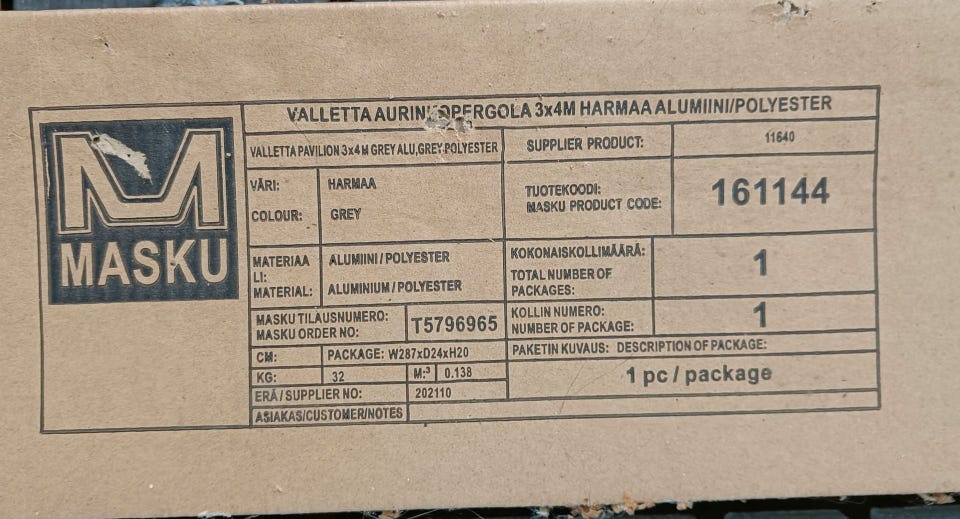 VALLETTA AURINKOPERGOLA 3x4M HARMAA ALUMIINI/POLYESTER
MASKU
VALLETTA PAVILION 3x4M GREY ALU,GREY POLYESTER
SUPPLIER PRODUCT: 11640
VÄRI: HARMAA
COLOUR: GREY
TUOTEKOODI:
MASKU PRODUCT CODE: 161144
MATERIAA
LI: ALUMIINI/POLYESTER
MATERIAL: ALUMINIUM/POLYESTER
KOKONAISKOLLIMÄÄRÄ: 1
TOTAL NUMBER OF
PACKAGES:
MASKU TILAUSNUMERO:
MASKU ORDER NO: T5796965
KOLLIN NUMERO: 1
NUMBER OF PACKAGE:
CM: PACKAGE: W287xD24xH20
PAKETIN KUVAUS: DESCRIPTION OF PACKAGE:
KG: 32 M:³ 0.138
1 pc / package
ERÄ/SUPPLIER NO: 202110
ASIAKAS/CUSTOMER/NOTES